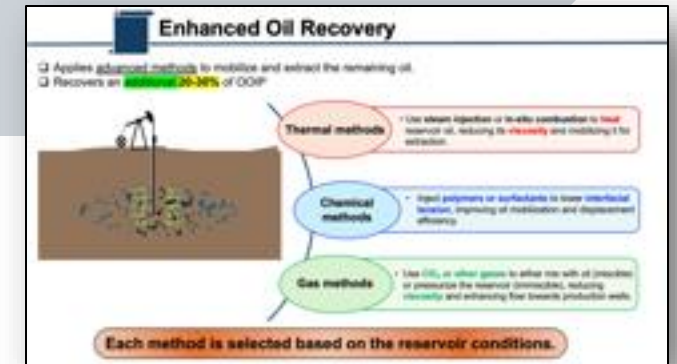 Enhanced Oil Recovery
❑ Applies advanced methods to mobilize and extract the remaining oil.
❑ Recovers an additional 20-30% of OOIP
Thermal methods
• Use steam injection or in-situ combustion to heat
reservoir oil, reducing its viscosity and mobilizing it for
extraction.
Chemical
methods
• Inject polymers or surfactants to lower interfacial
tension, improving oil mobilization and displacement
efficiency.
Gas methods
• Use CO₂ or other gases to either mix with oil (miscible)
or pressurize the reservoir (immiscible), reducing
viscosity and enhancing flow towards production wells.
Each method is selected based on the reservoir conditions.